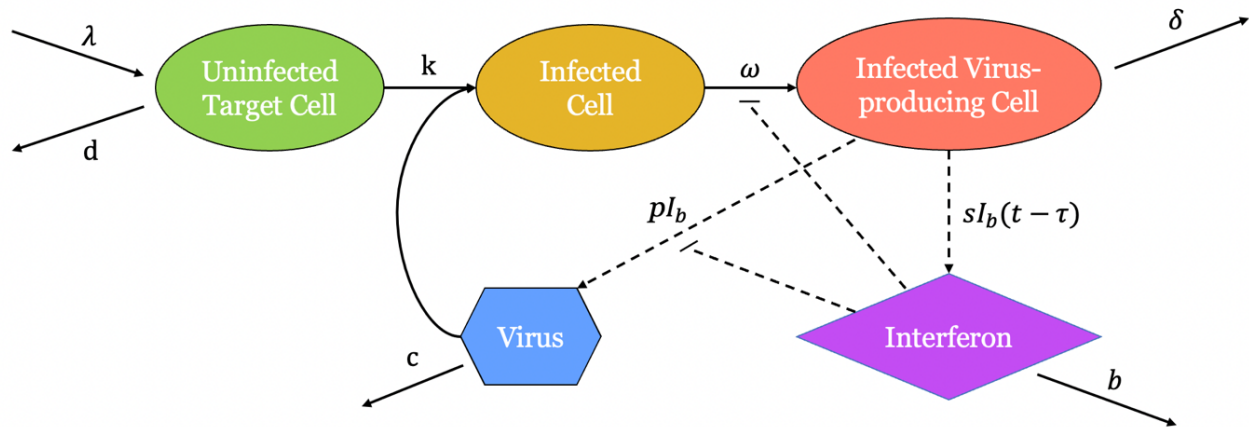 λ
d
Uninfected
Target Cell
k
Infected
Cell
ω
Infected Virus-
producing Cell
δ
pI_b
sI_b(t − τ)
Virus
c
Interferon
b